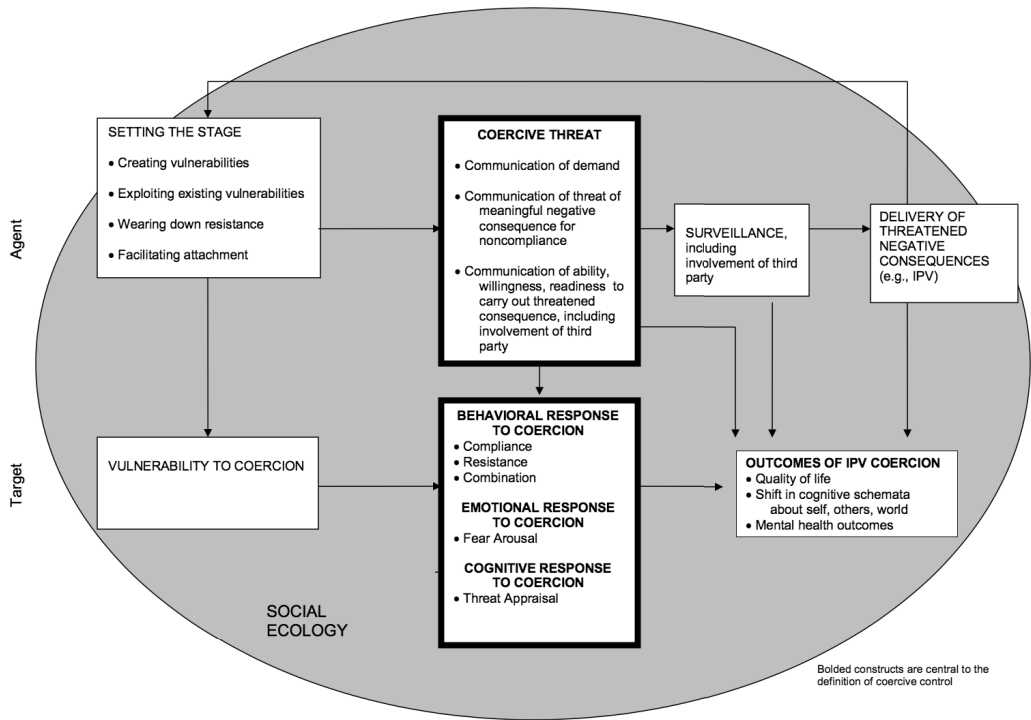 Agent
SETTING THE STAGE
• Creating vulnerabilities
• Exploiting existing vulnerabilities
• Wearing down resistance
• Facilitating attachment
COERCIVE THREAT
• Communication of demand
• Communication of threat of
meaningful negative
consequence for
noncompliance
• Communication of ability,
willingness, readiness to
carry out threatened
consequence, including
involvement of third
party
SURVEILLANCE,
including
involvement of third
party
DELIVERY OF
THREATENED
NEGATIVE
CONSEQUENCES
(e.g., IPV)
Target
VULNERABILITY TO COERCION
BEHAVIORAL RESPONSE
TO COERCION
• Compliance
• Resistance
• Combination
EMOTIONAL RESPONSE
TO COERCION
• Fear Arousal
COGNITIVE RESPONSE
TO COERCION
• Threat Appraisal
OUTCOMES OF IPV COERCION
• Quality of life
• Shift in cognitive schemata
about self, others, world
• Mental health outcomes
SOCIAL
ECOLOGY
Bolded constructs are central to the
definition of coercive control